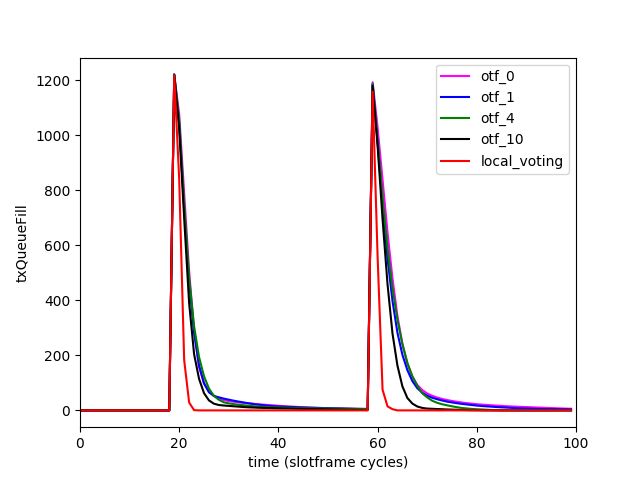 1200
1000
800
600
400
200
0
txQueueFill
0 20 40 60 80 100
time (slotframe cycles)
otf_0
otf_1
otf_4
otf_10
local_voting